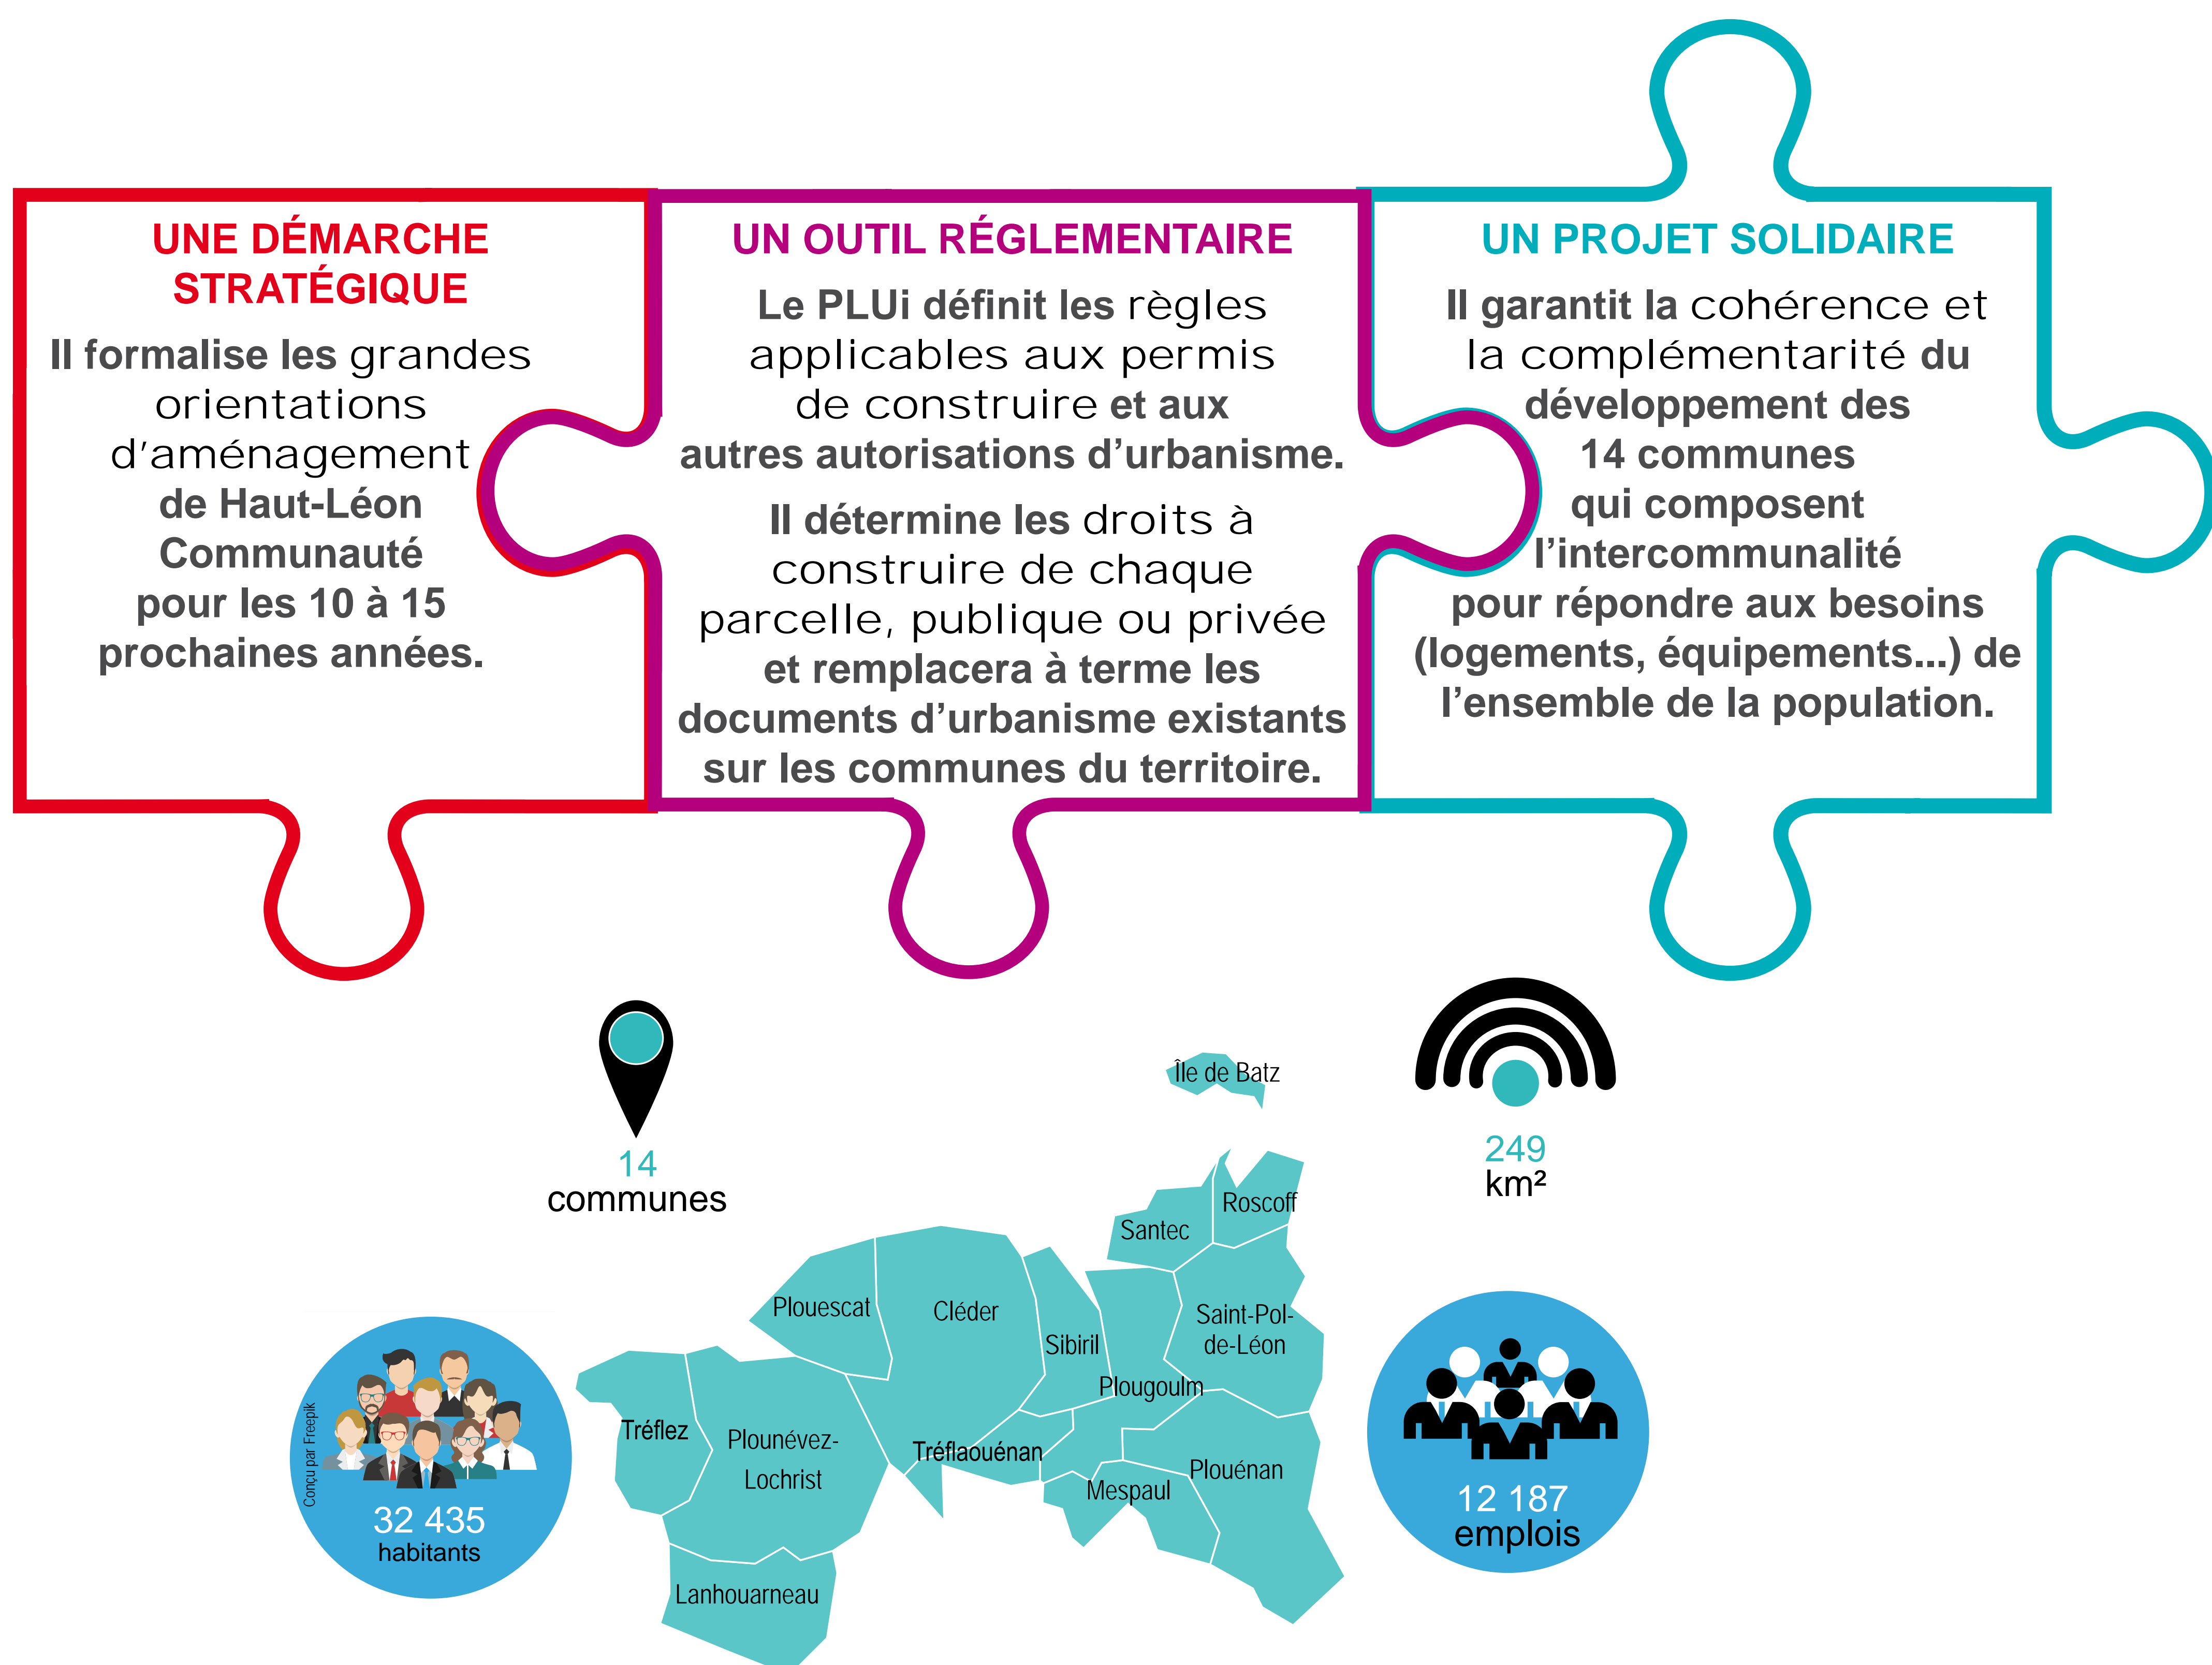 UNE DÉMARCHE
STRATÉGIQUE
Il formalise les grandes
orientations
d'aménagement
de Haut-Léon
Communauté
pour les 10 à 15
prochaines années.
UN OUTIL RÉGLEMENTAIRE
Le PLUi définit les règles
applicables aux permis
de construire et aux
autres autorisations d’urbanisme.
Il détermine les droits à
construire de chaque
parcelle, publique ou privée
et remplacera à terme les
documents d’urbanisme existants
sur les communes du territoire.
UN PROJET SOLIDAIRE
Il garantit la cohérence et
la complémentarité du
développement des
14 communes
qui composent
l’intercommunalité
pour répondre aux besoins
(logements, équipements...) de
l’ensemble de la population.
14
communes
249
km²
Île de Batz
Roscoff
Santec
Saint-Pol-
de-Léon
Plouescat
Cléder
Sibiril
Plougoulm
Tréflez
Plounévez-
Lochrist
Tréflaouénan
Mespaul
Plouénan
Lanhouarneau
Conçu par Freepik
32 435
habitants
12 187
emplois